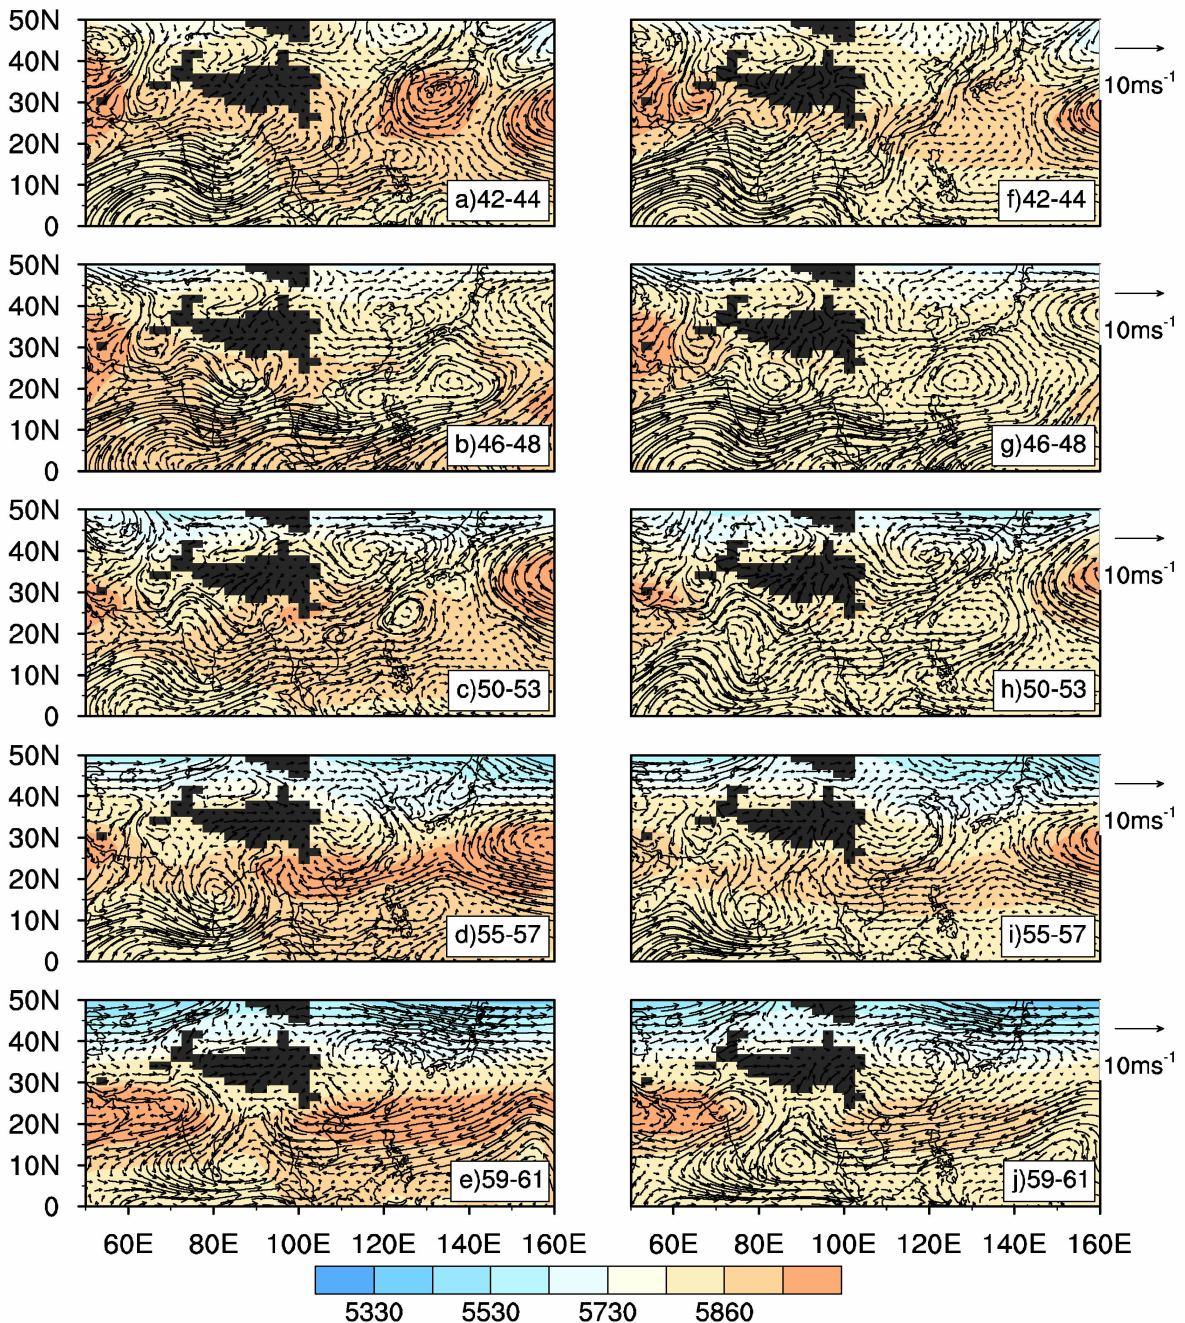 50N
40N
30N
20N
10N
0
a)42-44
f)42-44
10ms-1
50N
40N
30N
20N
10N
0
b)46-48
g)46-48
10ms-1
50N
40N
30N
20N
10N
0
c)50-53
h)50-53
10ms-1
50N
40N
30N
20N
10N
0
d)55-57
i)55-57
10ms-1
50N
40N
30N
20N
10N
0
e)59-61
j)59-61
10ms-1
60E 80E 100E 120E 140E 160E
60E 80E 100E 120E 140E 160E
5330 5530 5730 5860